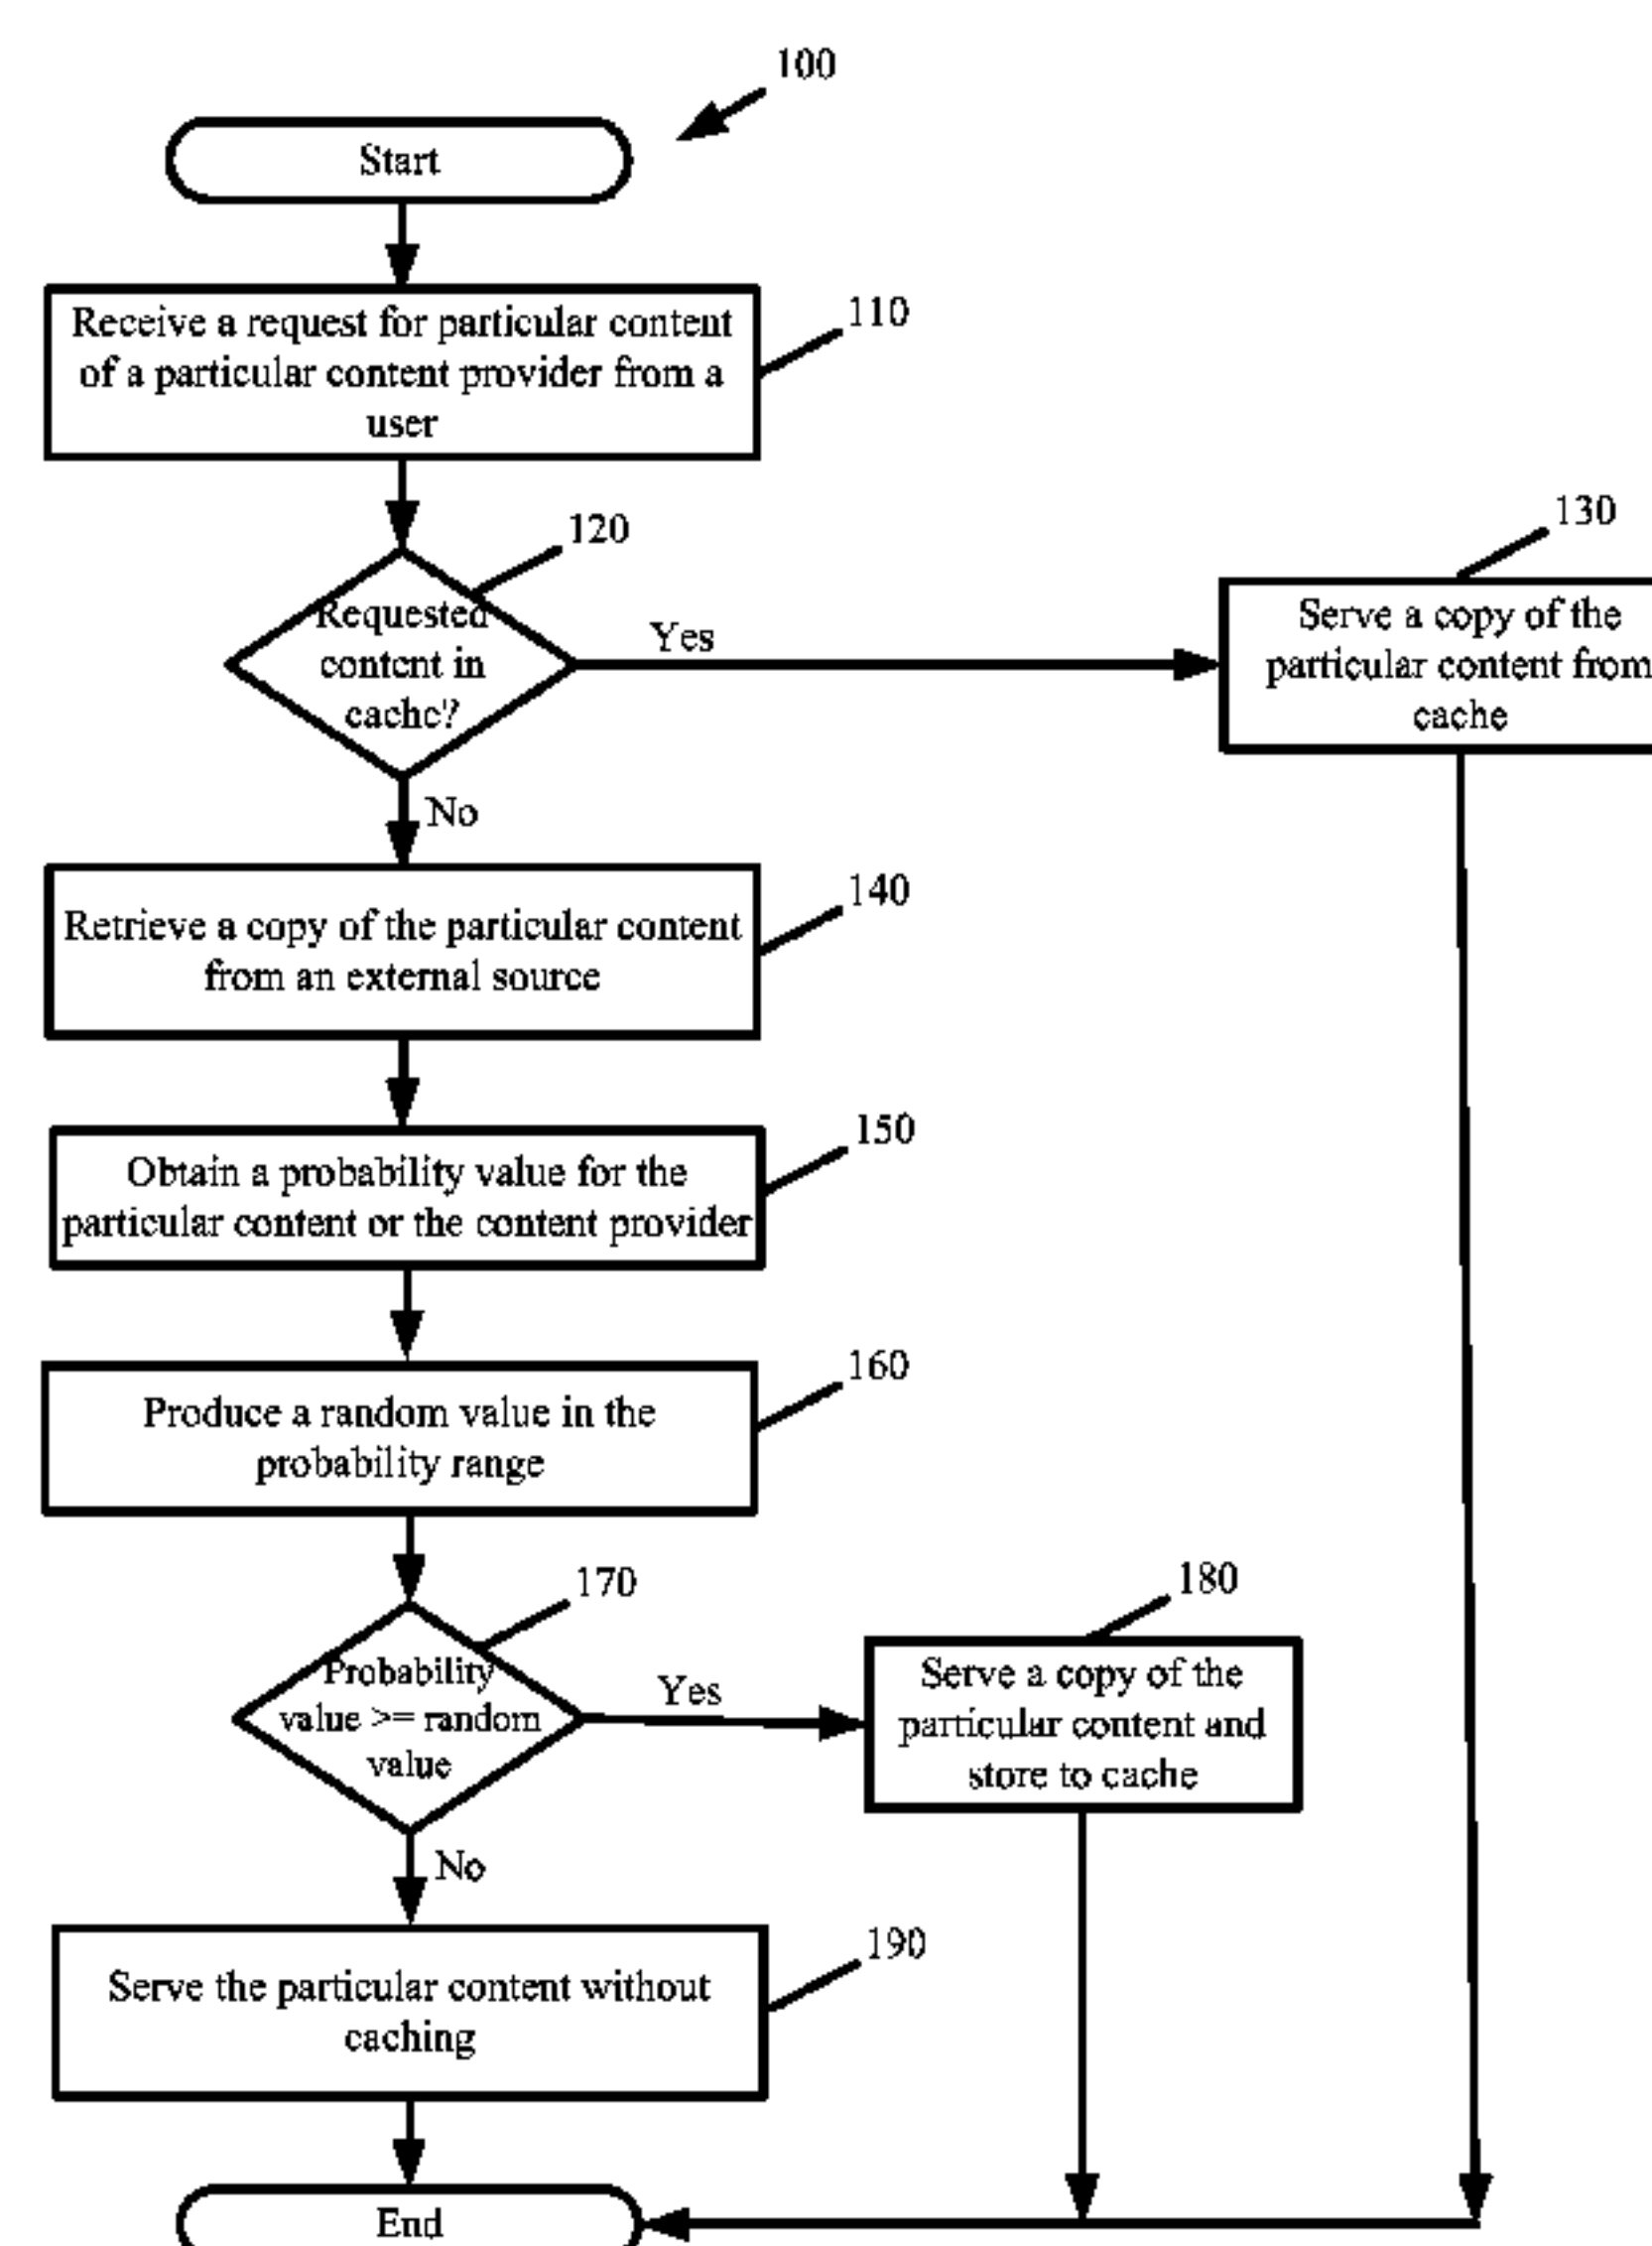 100
Start
Receive a request for particular content
of a particular content provider from a
user
110
120
Requested
content in
cache?
Yes
130
Serve a copy of the
particular content from
cache
No
140
Retrieve a copy of the particular content
from an external source
150
Obtain a probability value for the
particular content or the content provider
160
Produce a random value in the
probability range
170
Probability
value >= random
value
Yes
180
Serve a copy of the
particular content and
store to cache
No
190
Serve the particular content without
caching
End